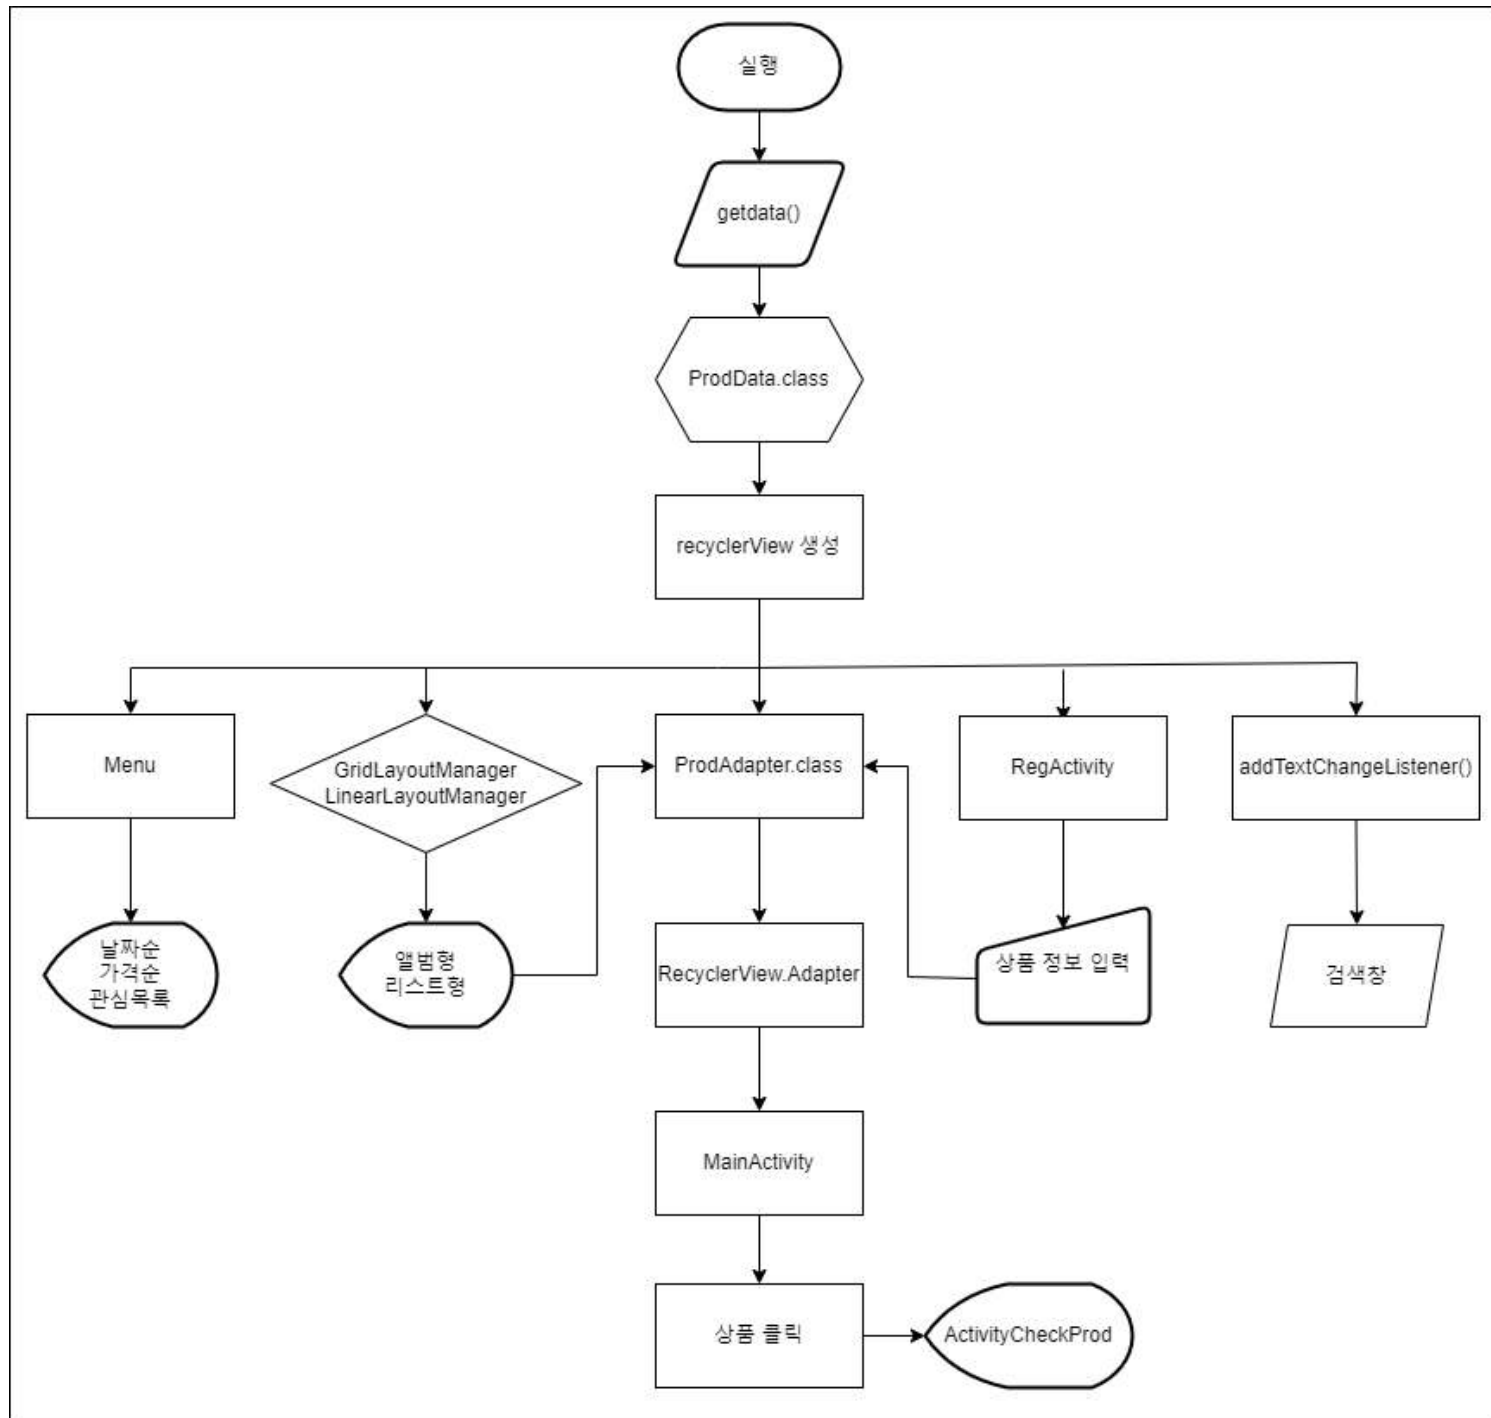 실행
getdata()
ProdData.class
recyclerView 생성
Menu
GridLayoutManager
LinearLayoutManager
ProdAdapter.class
RegActivity
addTextChangeListener()
날짜순
가격순
관심목록
앨범형
리스트형
RecyclerView.Adapter
상품 정보 입력
검색창
MainActivity
상품 클릭
ActivityCheckProd